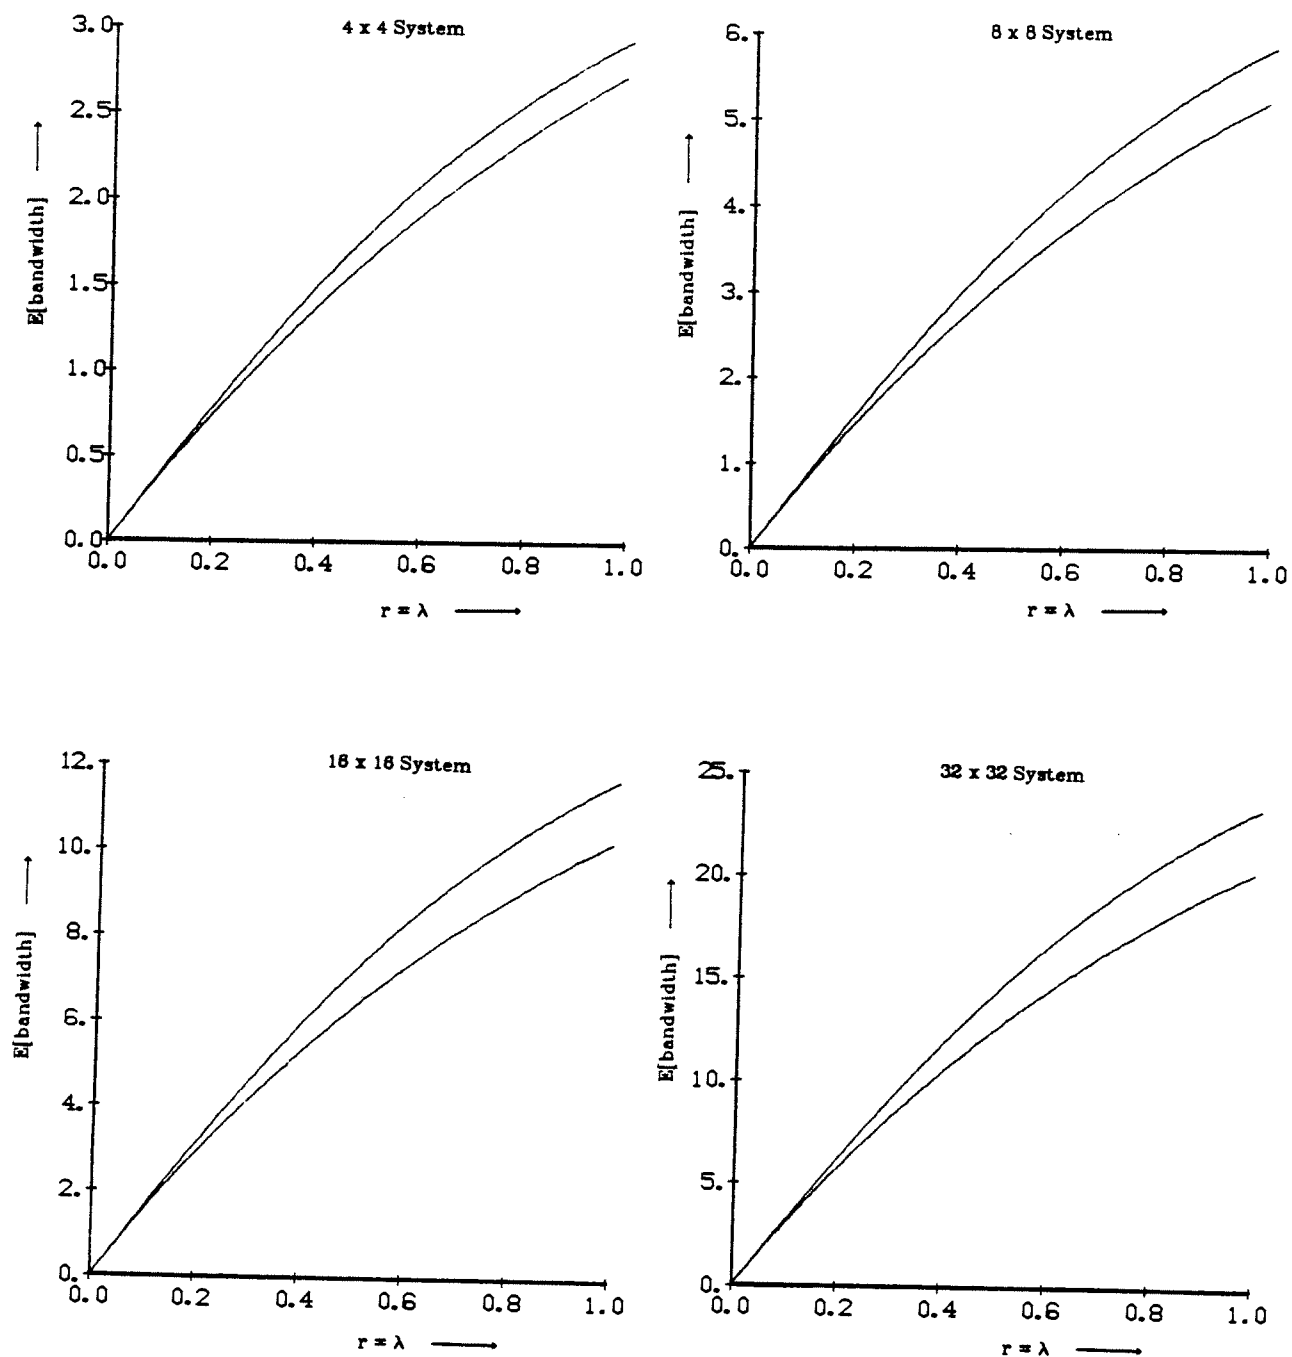 4 x 4 System
3.0
2.5
2.0
1.5
1.0
0.5
0.0
E[bandwidth]
0.0 0.2 0.4 0.6 0.8 1.0
r = λ
8 x 8 System
6.
5.
4.
3.
2.
1.
0.
E[bandwidth]
0.0 0.2 0.4 0.6 0.8 1.0
r = λ
16 x 16 System
12.
10.
8.
6.
4.
2.
0.
E[bandwidth]
0.0 0.2 0.4 0.6 0.8 1.0
r = λ
32 x 32 System
25.
20.
15.
10.
5.
0.
E[bandwidth]
0.0 0.2 0.4 0.6 0.8 1.0
r = λ